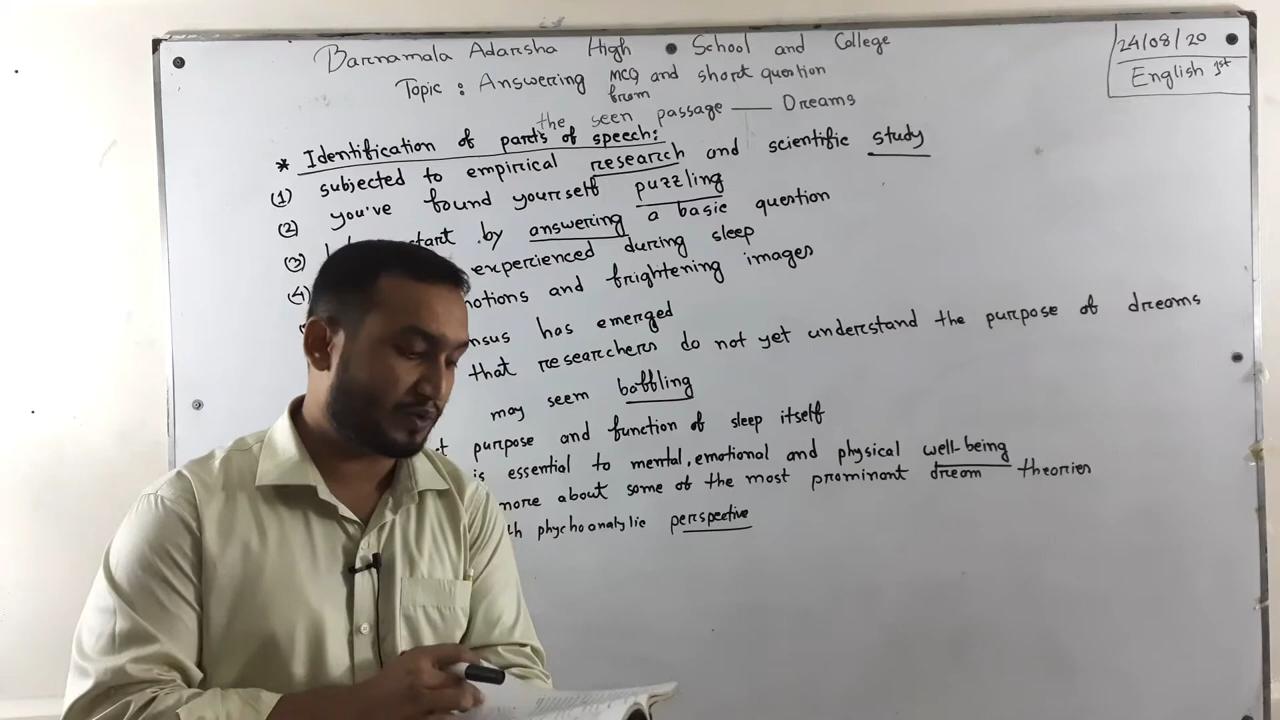 Barnamala Adarsha High School and College
24/08/20
English 1st
Topic : Answering MCQ and short question
from
the seen passage — Dreams
* Identification of parts of speech:
(1) subjected to empirical research and scientific study
(2) you've found yourself puzzling
(3) start by answering a basic question
(4) experienced during sleep
and frightening images
has emerged
that researchers do not yet understand the purpose of dreams
may seem baffling
purpose and function of sleep itself
is essential to mental, emotional and physical well-being
more about some of the most prominant dream theories
phychoanalytic perspective